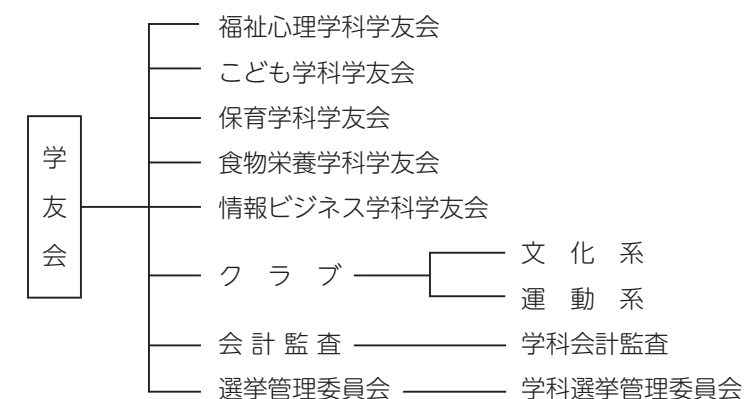 学友会
福祉心理学科学友会
こども学科学友会
保育学科学友会
食物栄養学科学友会
情報ビジネス学科学友会
クラブ
文化系
運動系
会計監査
学科会計監査
選挙管理委員会
学科選挙管理委員会